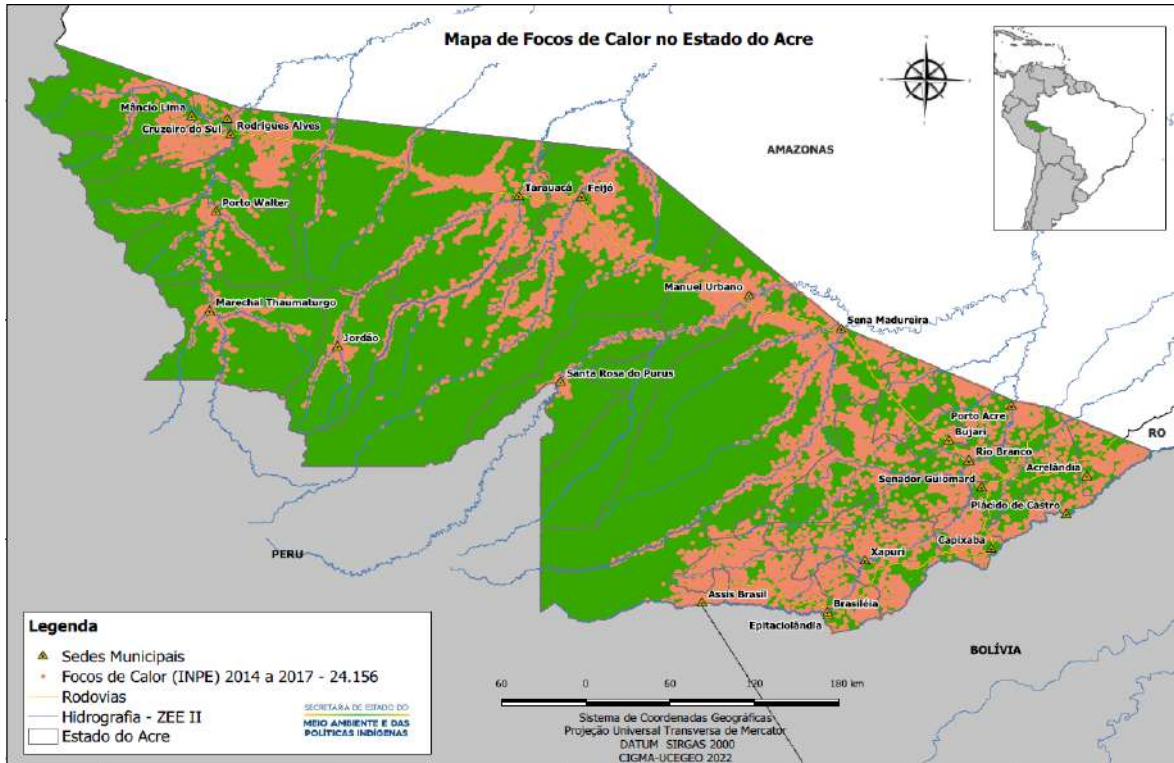 Mapa de Focos de Calor no Estado do Acre
AMAZONAS
Mâncio Lima
Cruzeiro do Sul
Rodrigues Alves
Porto Walter
Tarauacá
Feijó
Marechal Thaumaturgo
Jordão
Manuel Urbano
Sena Madureira
Santa Rosa do Purus
Porto Acre
Bujari
RO
Rio Branco
Acrelândia
Senador Guiomard
Plácido de Castro
Capixaba
Xapuri
PERU
Assis Brasil
Brasiléia
Epitaciolândia
BOLÍVIA
Legenda
Sedes Municipais
Focos de Calor (INPE) 2014 a 2017 - 24.156
Rodovias
Hidrografia - ZEE II
Estado do Acre
SECRETARIA DE ESTADO DO
MEIO AMBIENTE E DAS
POLÍTICAS INDÍGENAS
60 0 60 120 180 km
Sistema de Coordenadas Geográficas
Projeção Universal Transversa de Mercator
DATUM SIRGAS 2000
CIGMA-UCEGEO 2022